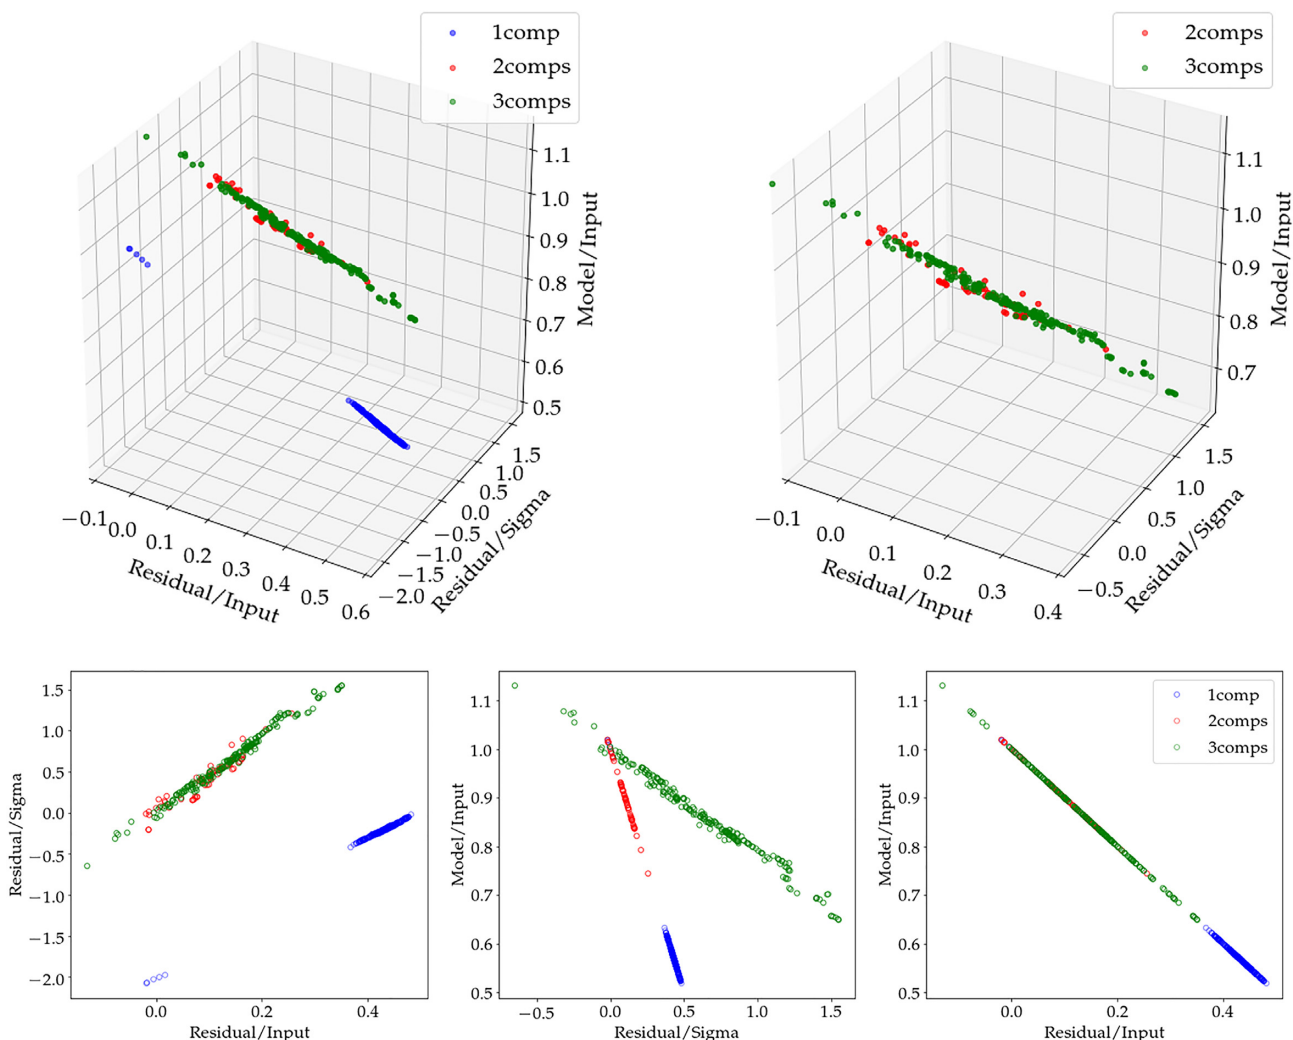 1comp
2comps
3comps
1.1
1.0
0.9
0.8
0.7
0.6
0.5
Model/Input
−0.1
0.0
0.1
0.2
0.3
0.4
0.5
0.6
Residual/Input
1.5
1.0
0.5
0.0
−0.5
−1.0
−1.5
−2.0
Residual/Sigma
2comps
3comps
1.1
1.0
0.9
0.8
0.7
Model/Input
−0.1
0.0
0.1
0.2
0.3
0.4
Residual/Input
1.5
1.0
0.5
0.0
−0.5
Residual/Sigma
1.5
1.0
0.5
0.0
−0.5
−1.0
−1.5
−2.0
Residual/Sigma
0.0 0.2 0.4
Residual/Input
1.1
1.0
0.9
0.8
0.7
0.6
0.5
Model/Input
−0.5 0.0 0.5 1.0 1.5
Residual/Sigma
1comp
2comps
3comps
1.1
1.0
0.9
0.8
0.7
0.6
0.5
Model/Input
0.0 0.2 0.4
Residual/Input